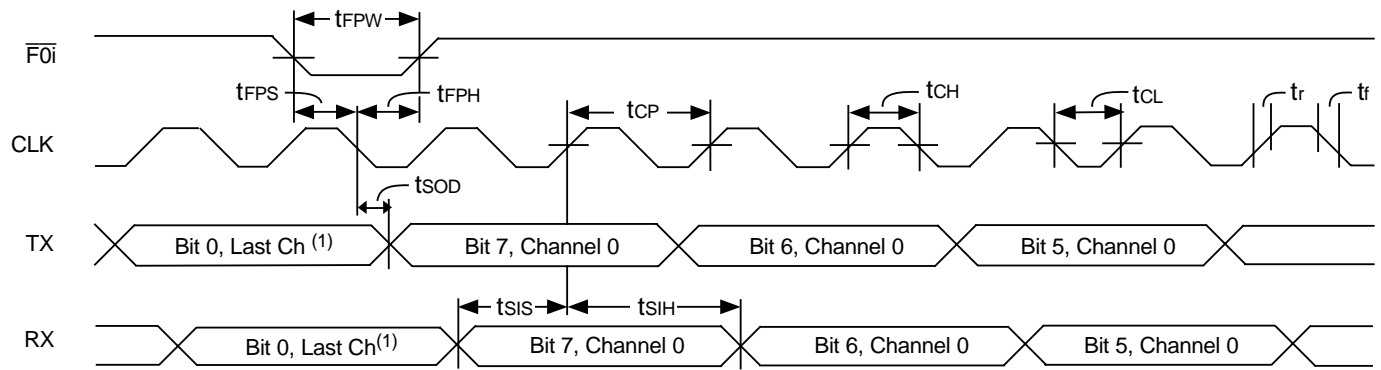 tFPW
F0i
tFPS
tFPH
tCP
tCH
tCL
tr
tf
CLK
tSOD
TX
Bit 0, Last Ch (1)
Bit 7, Channel 0
Bit 6, Channel 0
Bit 5, Channel 0
tSIS
tSIH
RX
Bit 0, Last Ch(1)
Bit 7, Channel 0
Bit 6, Channel 0
Bit 5, Channel 0